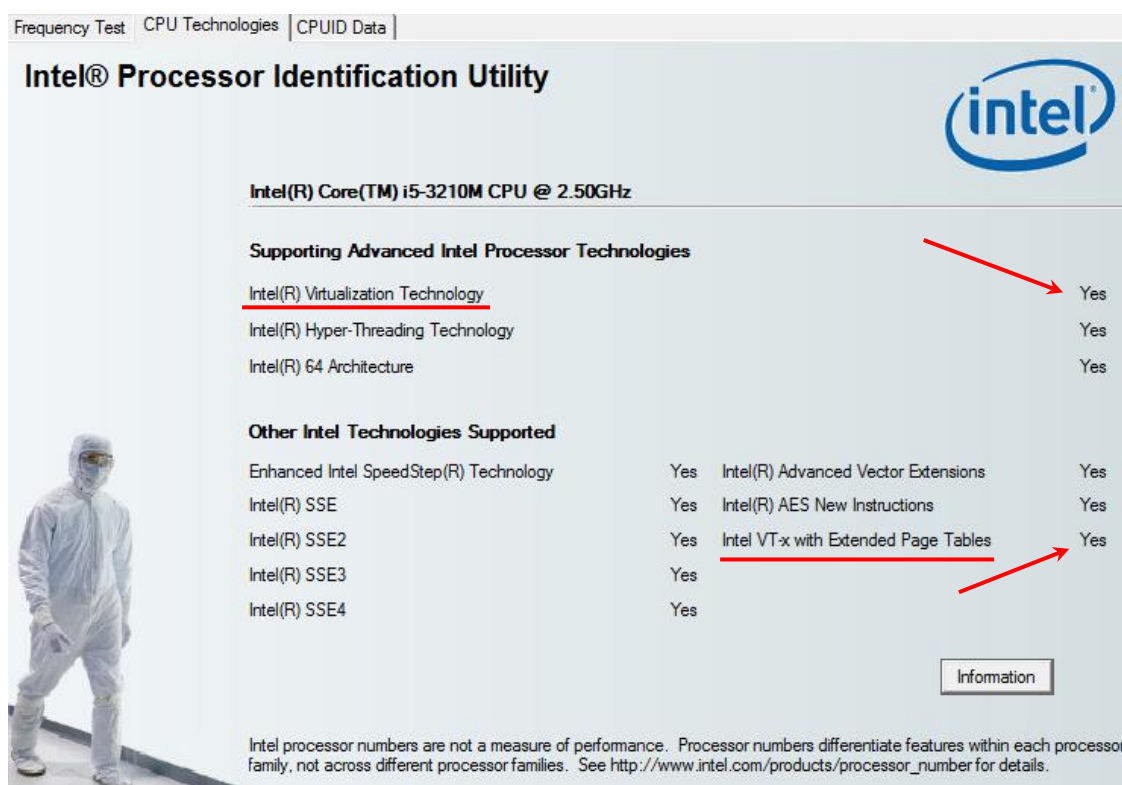 Frequency Test CPU Technologies CPUID Data
Intel® Processor Identification Utility
intel
Intel(R) Core(TM) i5-3210M CPU @ 2.50GHz
Supporting Advanced Intel Processor Technologies
Intel(R) Virtualization Technology Yes
Intel(R) Hyper-Threading Technology Yes
Intel(R) 64 Architecture Yes
Other Intel Technologies Supported
Enhanced Intel SpeedStep(R) Technology Yes Intel(R) Advanced Vector Extensions Yes
Intel(R) SSE Yes Intel(R) AES New Instructions Yes
Intel(R) SSE2 Yes Intel VT-x with Extended Page Tables Yes
Intel(R) SSE3 Yes
Intel(R) SSE4 Yes
Information
Intel processor numbers are not a measure of performance. Processor numbers differentiate features within each processor
family, not across different processor families. See http://www.intel.com/products/processor_number for details.